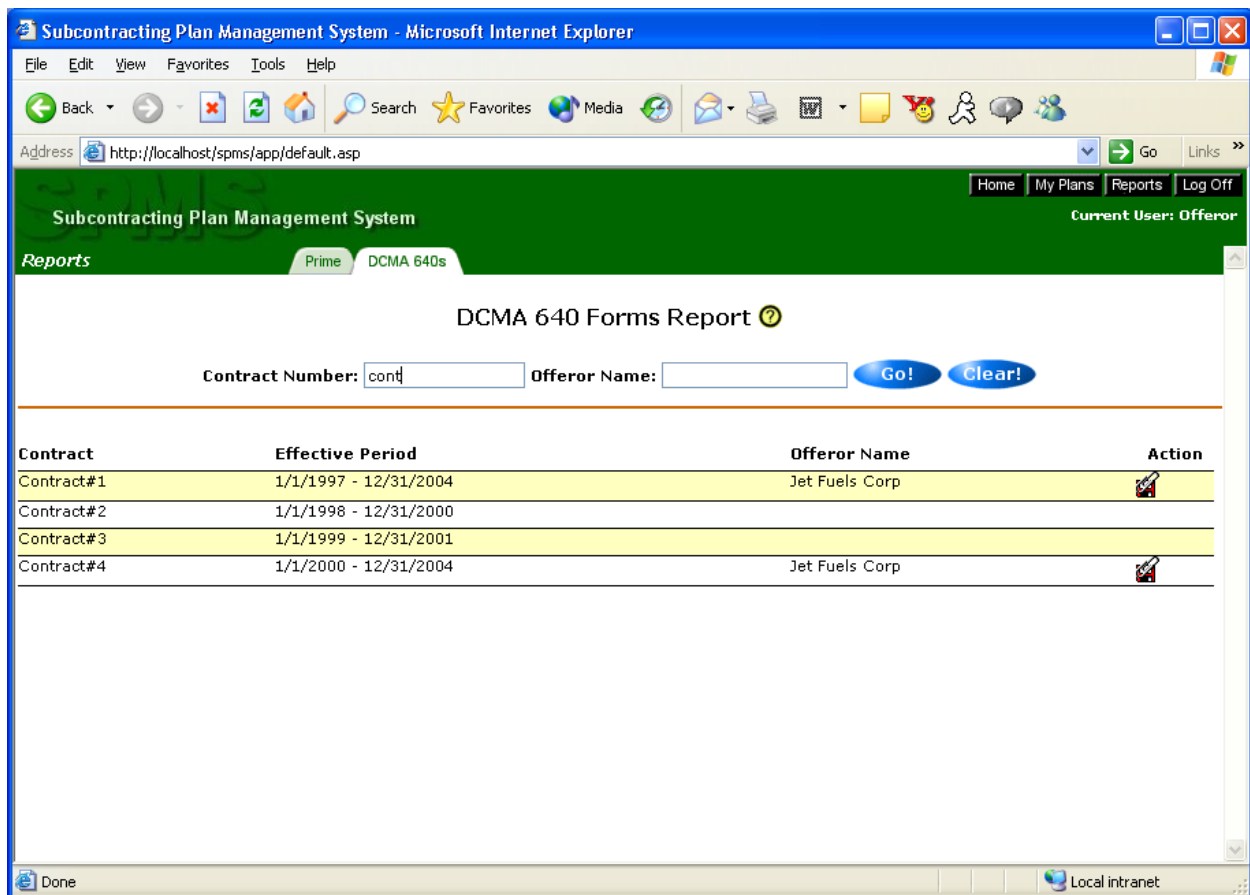 Subcontracting Plan Management System - Microsoft Internet Explorer
File Edit View Favorites Tools Help
Back Search Favorites Media
Address http://localhost/spms/app/default.asp Go Links »
SPMS
Home My Plans Reports Log Off
Subcontracting Plan Management System
Current User: Offeror
Reports Prime DCMA 640s
DCMA 640 Forms Report ?
Contract Number: cont Offeror Name: Go! Clear!
Contract Effective Period Offeror Name Action
Contract#1 1/1/1997 - 12/31/2004 Jet Fuels Corp
Contract#2 1/1/1998 - 12/31/2000
Contract#3 1/1/1999 - 12/31/2001
Contract#4 1/1/2000 - 12/31/2004 Jet Fuels Corp
Done Local intranet